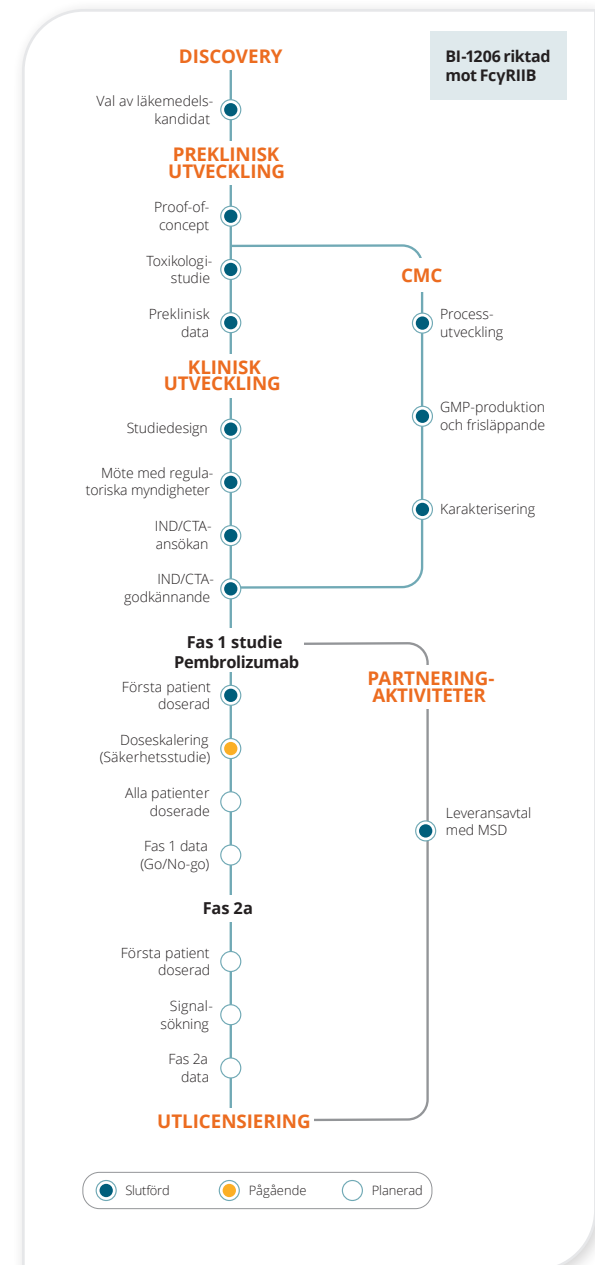 DISCOVERY
BI-1206 riktad
mot FcγRIIB
Val av läkemedels-
kandidat
PREKLINISK
UTVECKLING
Proof-of-
concept
Toxikologi-
studie
Preklinisk
data
CMC
Process-
utveckling
GMP-produktion
och frisläppande
Karakterisering
KLINISK
UTVECKLING
Studiedesign
Möte med regula-
toriska myndigheter
IND/CTA-
ansökan
IND/CTA-
godkännande
Fas 1 studie
Pembrolizumab
Första patient
doserad
Doseskalering
(Säkerhetsstudie)
Alla patienter
doserade
Fas 1 data
(Go/No-go)
PARTNERING-
AKTIVITETER
Leveransavtal
med MSD
Fas 2a
Första patient
doserad
Signal-
sökning
Fas 2a
data
UTLICENSIERING
Slutförd
Pågående
Planerad